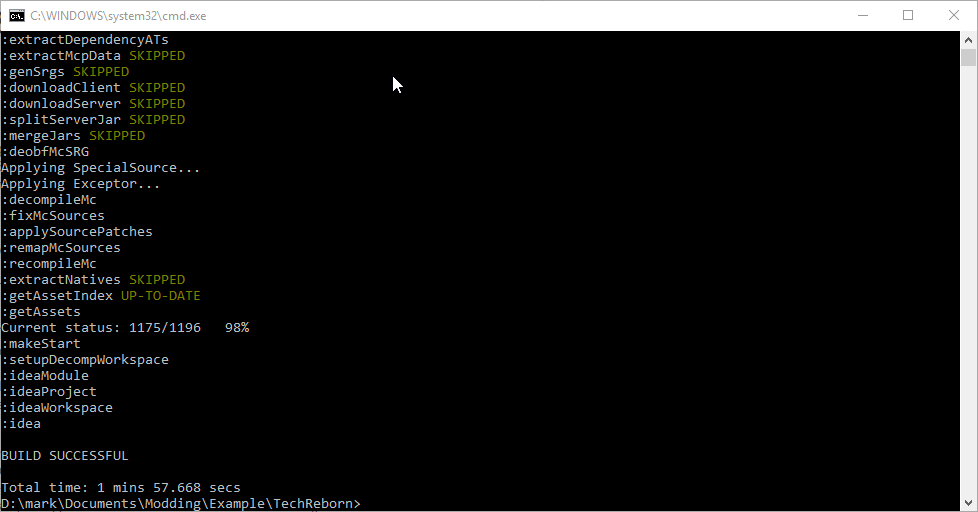 C:\WINDOWS\system32\cmd.exe
:extractDependencyATs
:extractMcpData SKIPPED
:genSrgs SKIPPED
:downloadClient SKIPPED
:downloadServer SKIPPED
:splitServerJar SKIPPED
:mergeJars SKIPPED
:deobfMcSRG
Applying SpecialSource...
Applying Exceptor...
:decompileMc
:fixMcSources
:applySourcePatches
:remapMcSources
:recompileMc
:extractNatives SKIPPED
:getAssetIndex UP-TO-DATE
:getAssets
Current status: 1175/1196   98%
:makeStart
:setupDecompWorkspace
:ideaModule
:ideaProject
:ideaWorkspace
:idea
BUILD SUCCESSFUL
Total time: 1 mins 57.668 secs
D:\mark\Documents\Modding\Example\TechReborn>